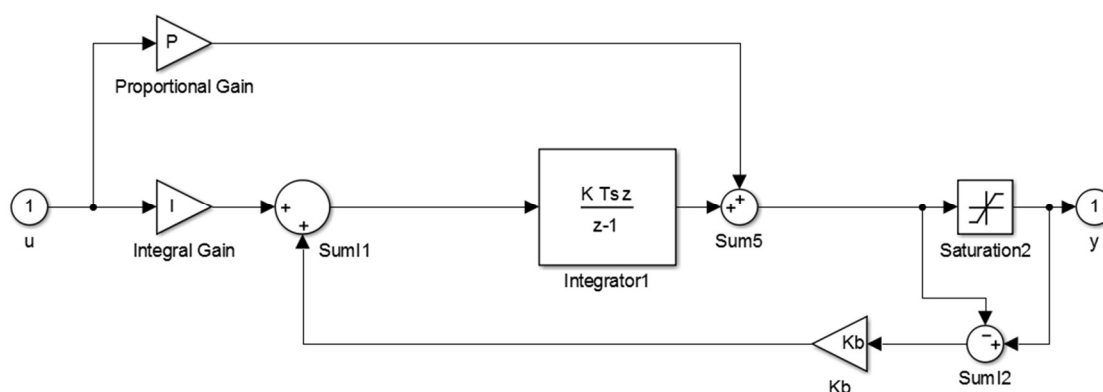 P
Proportional Gain
1
u
I
Integral Gain
+
+
SumI1
K Ts z
z-1
Integrator1
+
+
Sum5
Saturation2
1
y
Kb
Kb
−
+
SumI2